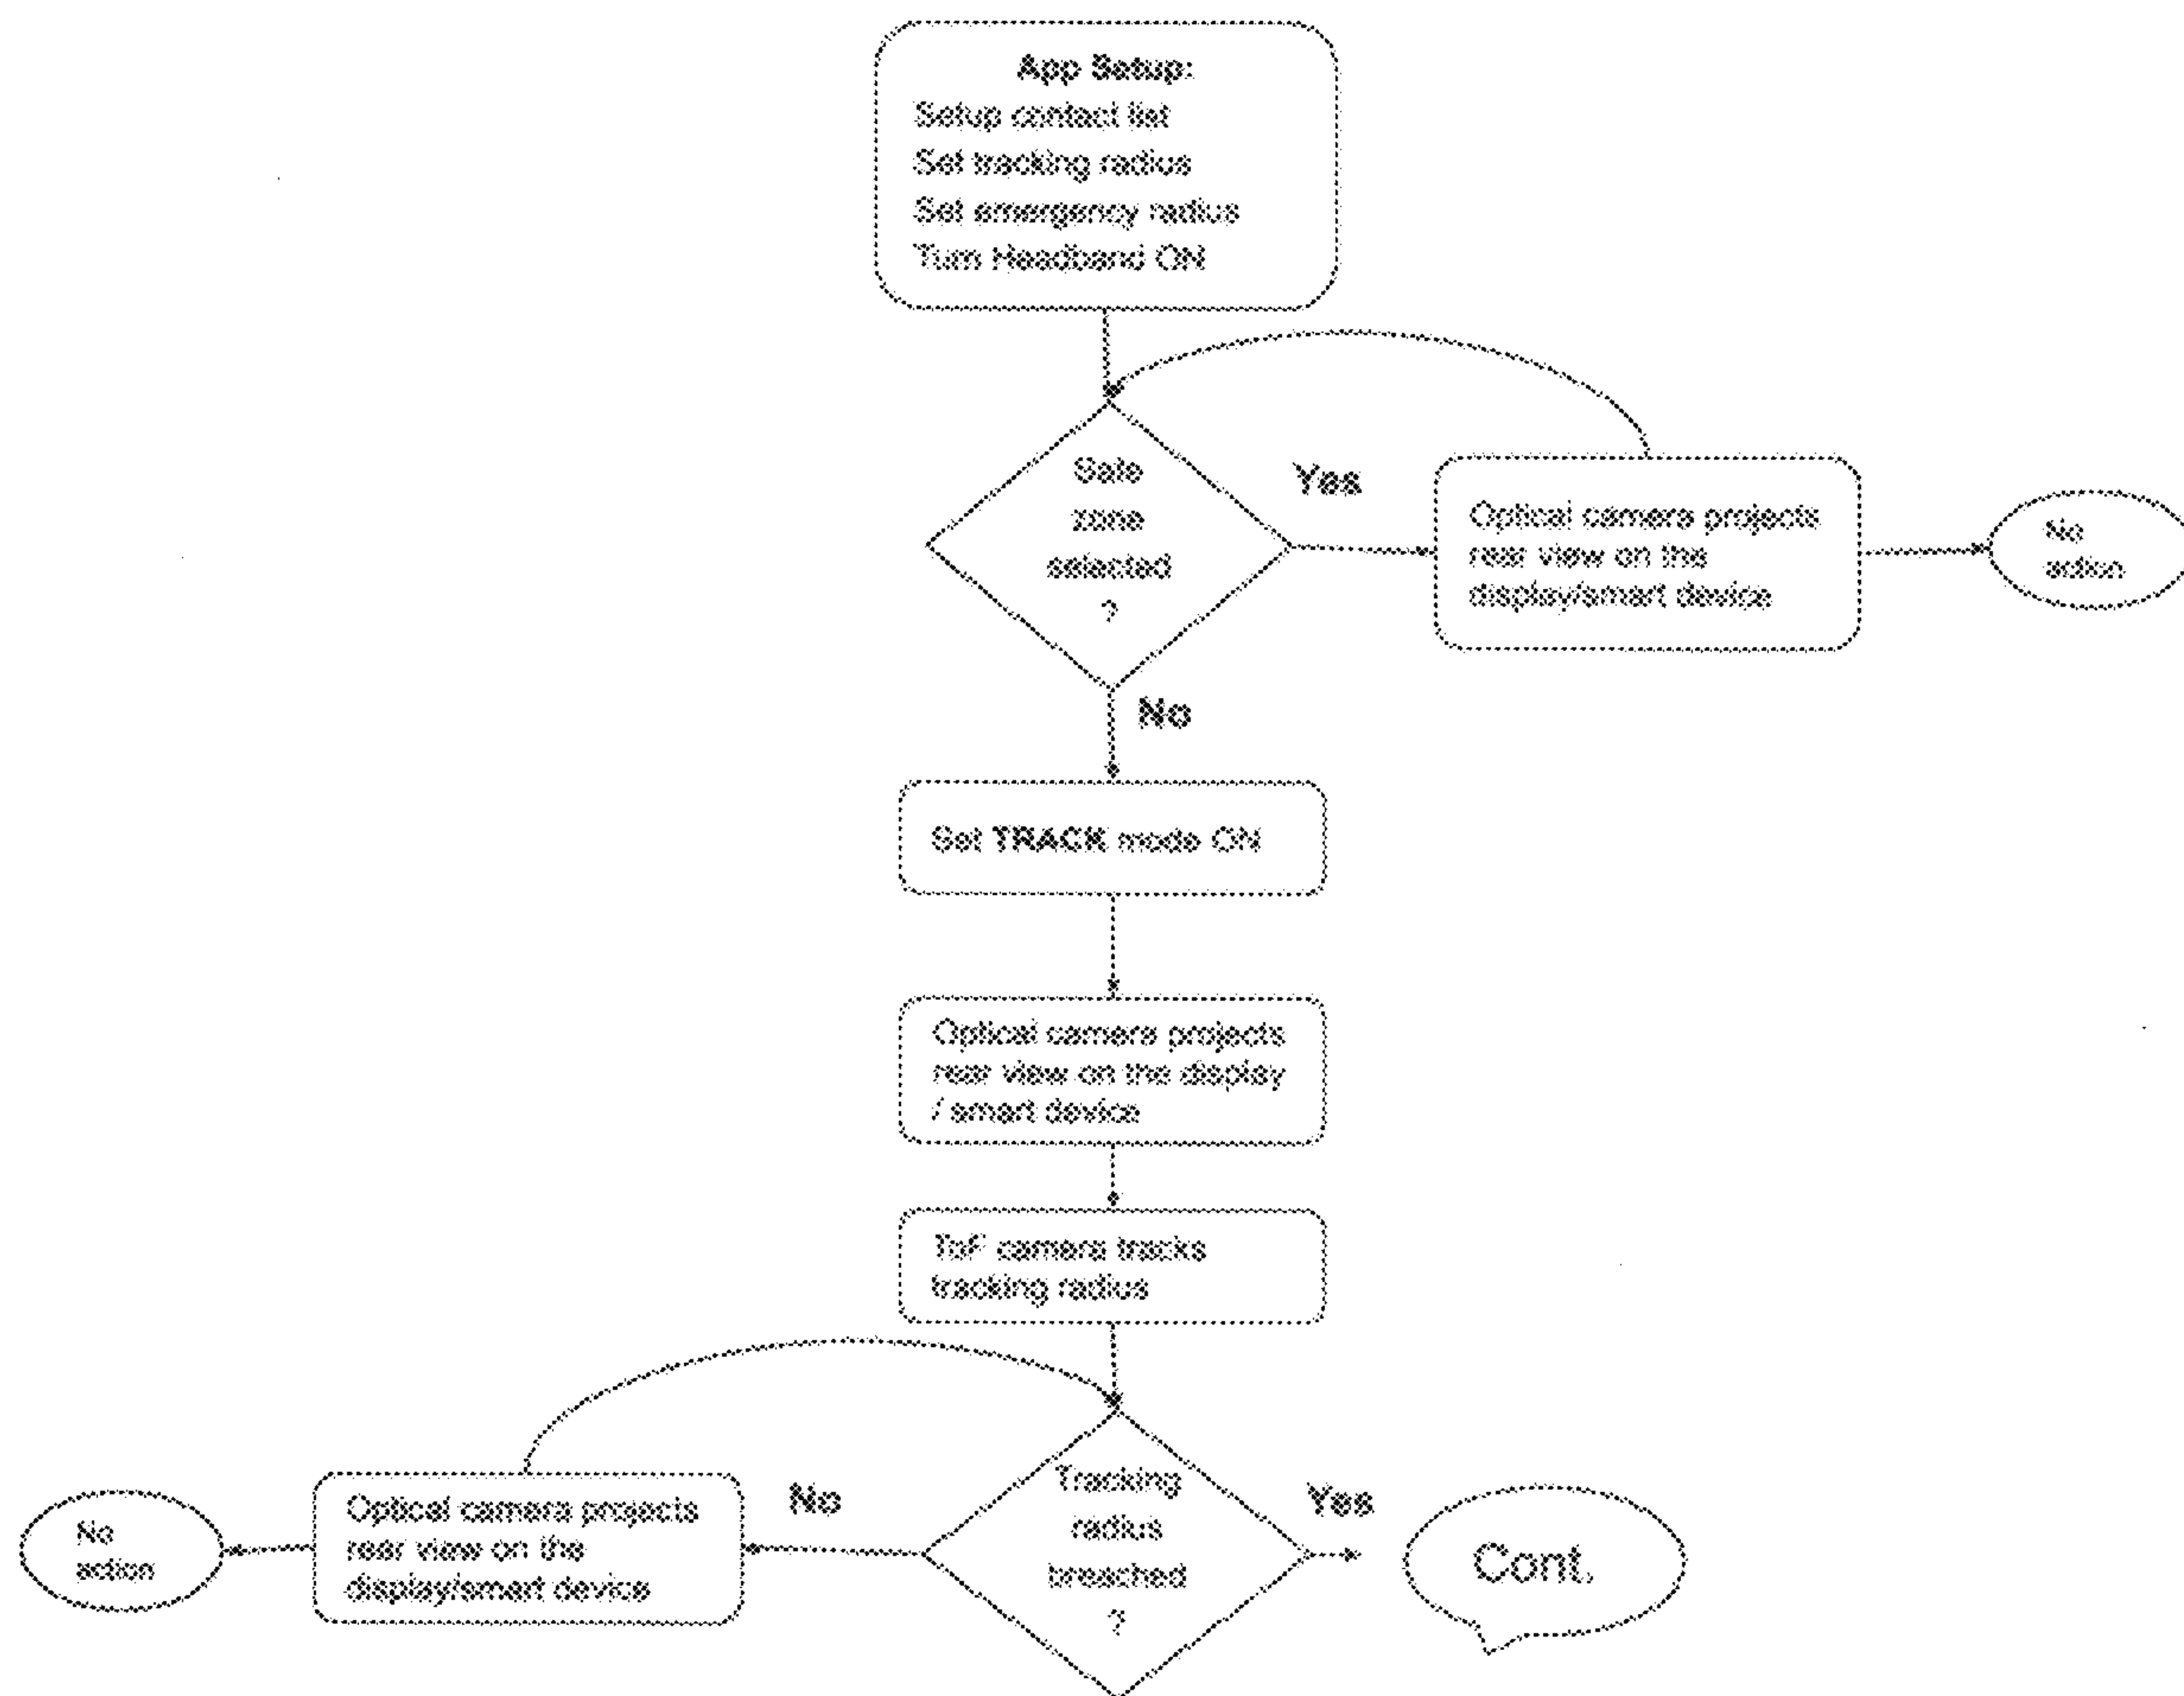 App Setup:
Setup contact list
Set tracking radius
Set emergency radius
Turn Headband ON
Safe
zone
selected
?
Yes
Optical camera projects
rear view on the
display/smart device
No
action
No
Set TRACK mode ON
Optical camera projects
rear view on the display
/ smart device
ToF camera tracks
tracking radius
Tracking
radius
breached
?
No
Optical camera projects
rear view on the
display/smart device
No
action
Yes
Cont.